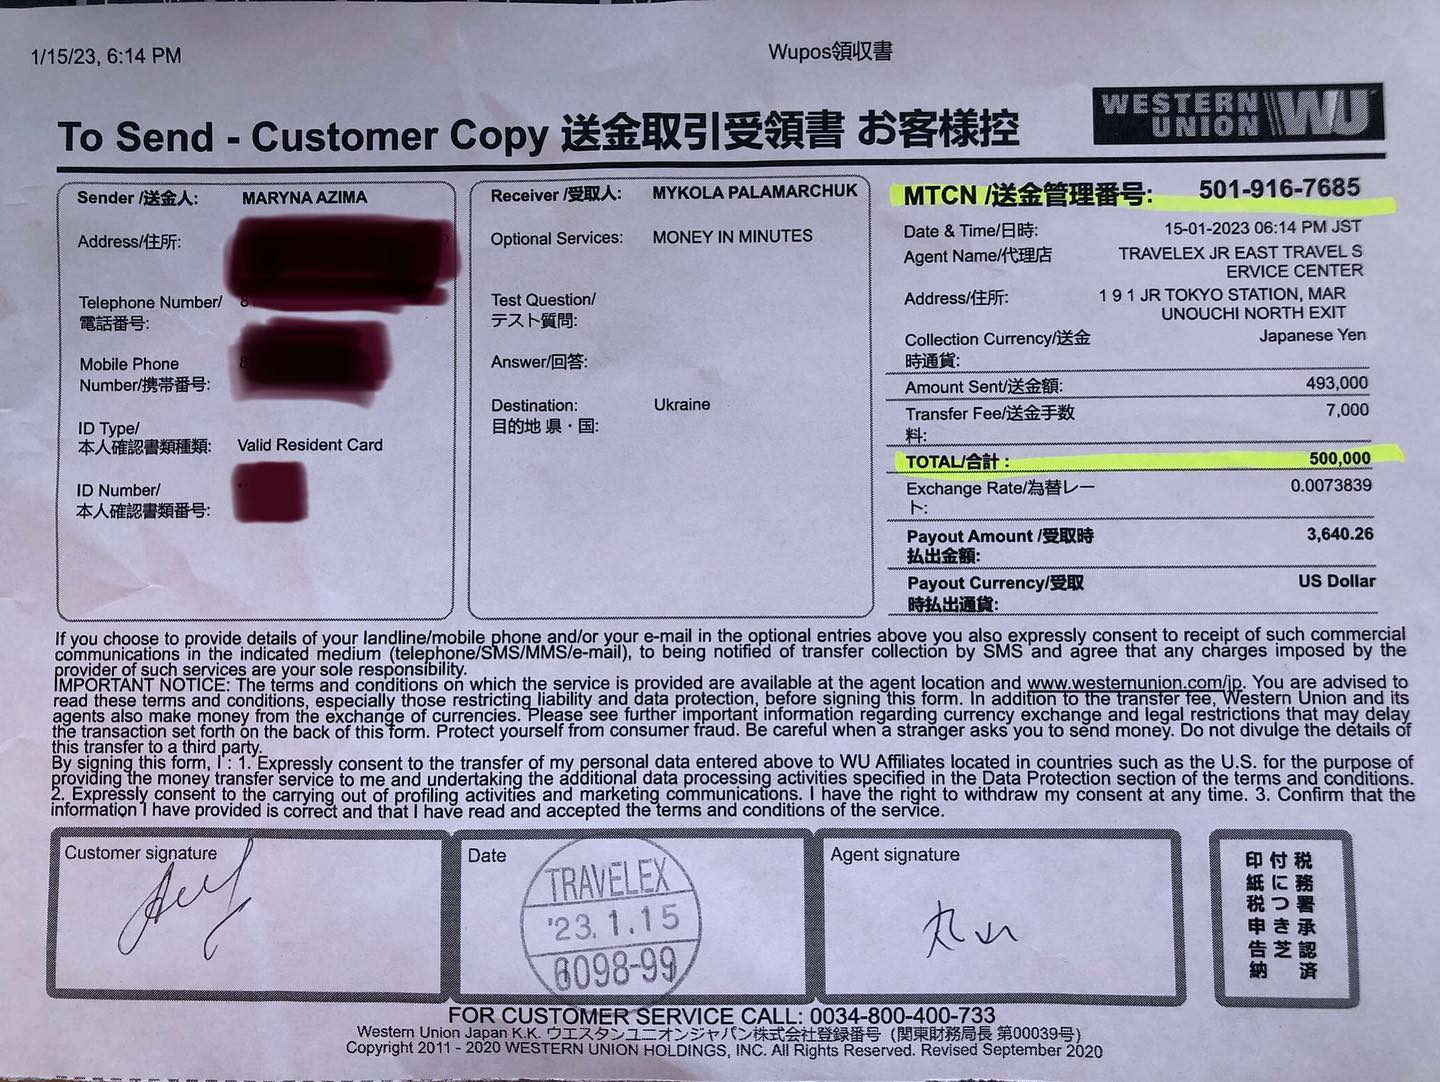 1/15/23, 6:14 PM
Wupos領収書
To Send - Customer Copy 送金取引受領書 お客様控
WESTERN UNION WU
Sender /送金人: MARYNA AZIMA
Address/住所:
Telephone Number/
電話番号:
Mobile Phone
Number/携帯番号:
ID Type/
本人確認書類種類: Valid Resident Card
ID Number/
本人確認書類番号:
Receiver /受取人: MYKOLA PALAMARCHUK
Optional Services: MONEY IN MINUTES
Test Question/
テスト質問:
Answer/回答:
Destination: Ukraine
目的地 県・国:
MTCN /送金管理番号: 501-916-7685
Date & Time/日時: 15-01-2023 06:14 PM JST
Agent Name/代理店 TRAVELEX JR EAST TRAVEL S
ERVICE CENTER
Address/住所: 1 9 1 JR TOKYO STATION, MAR
UNOUCHI NORTH EXIT
Collection Currency/送金 Japanese Yen
時通貨:
Amount Sent/送金額: 493,000
Transfer Fee/送金手数 7,000
料:
TOTAL/合計 : 500,000
Exchange Rate/為替レー 0.0073839
ト:
Payout Amount /受取時 3,640.26
払出金額:
Payout Currency/受取 US Dollar
時払出通貨:
If you choose to provide details of your landline/mobile phone and/or your e-mail in the optional entries above you also expressly consent to receipt of such commercial
communications in the indicated medium (telephone/SMS/MMS/e-mail), to being notified of transfer collection by SMS and agree that any charges imposed by the
provider of such services are your sole responsibility.
IMPORTANT NOTICE: The terms and conditions on which the service is provided are available at the agent location and www.westernunion.com/jp. You are advised to
read these terms and conditions, especially those restricting liability and data protection, before signing this form. In addition to the transfer fee, Western Union and its
agents also make money from the exchange of currencies. Please see further important information regarding currency exchange and legal restrictions that may delay
the transaction set forth on the back of this form. Protect yourself from consumer fraud. Be careful when a stranger asks you to send money. Do not divulge the details of
this transfer to a third party.
By signing this form, I : 1. Expressly consent to the transfer of my personal data entered above to WU Affiliates located in countries such as the U.S. for the purpose of
providing the money transfer service to me and undertaking the additional data processing activities specified in the Data Protection section of the terms and conditions.
2. Expressly consent to the carrying out of profiling activities and marketing communications. I have the right to withdraw my consent at any time. 3. Confirm that the
information I have provided is correct and that I have read and accepted the terms and conditions of the service.
Customer signature
Date
TRAVELEX
'23.1.15
6098-99
Agent signature
丸山
税務署承認済
付につき芝
印紙税申告納
FOR CUSTOMER SERVICE CALL: 0034-800-400-733
Western Union Japan K.K. ウエスタンユニオンジャパン株式会社登録番号 (関東財務局長 第00039号)
Copyright 2011 - 2020 WESTERN UNION HOLDINGS, INC. All Rights Reserved. Revised September 2020